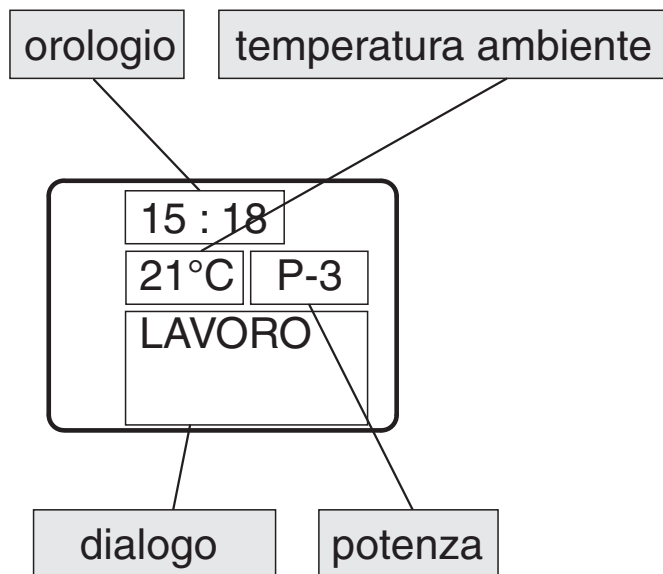 orologio temperatura ambiente
15 : 18
21°C P-3
LAVORO
dialogo potenza